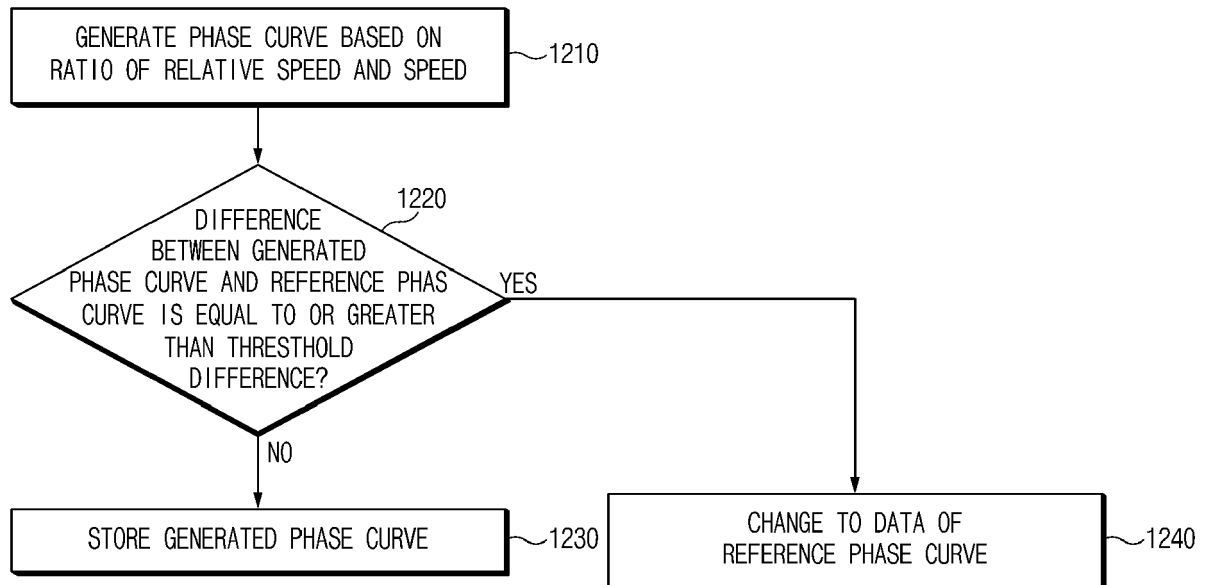 GENERATE PHASE CURVE BASED ON
RATIO OF RELATIVE SPEED AND SPEED
1210
1220
DIFFERENCE
BETWEEN GENERATED
PHASE CURVE AND REFERENCE PHAS
CURVE IS EQUAL TO OR GREATER
THAN THRESTHOLD
DIFFERENCE?
YES
NO
STORE GENERATED PHASE CURVE
1230
CHANGE TO DATA OF
REFERENCE PHASE CURVE
1240